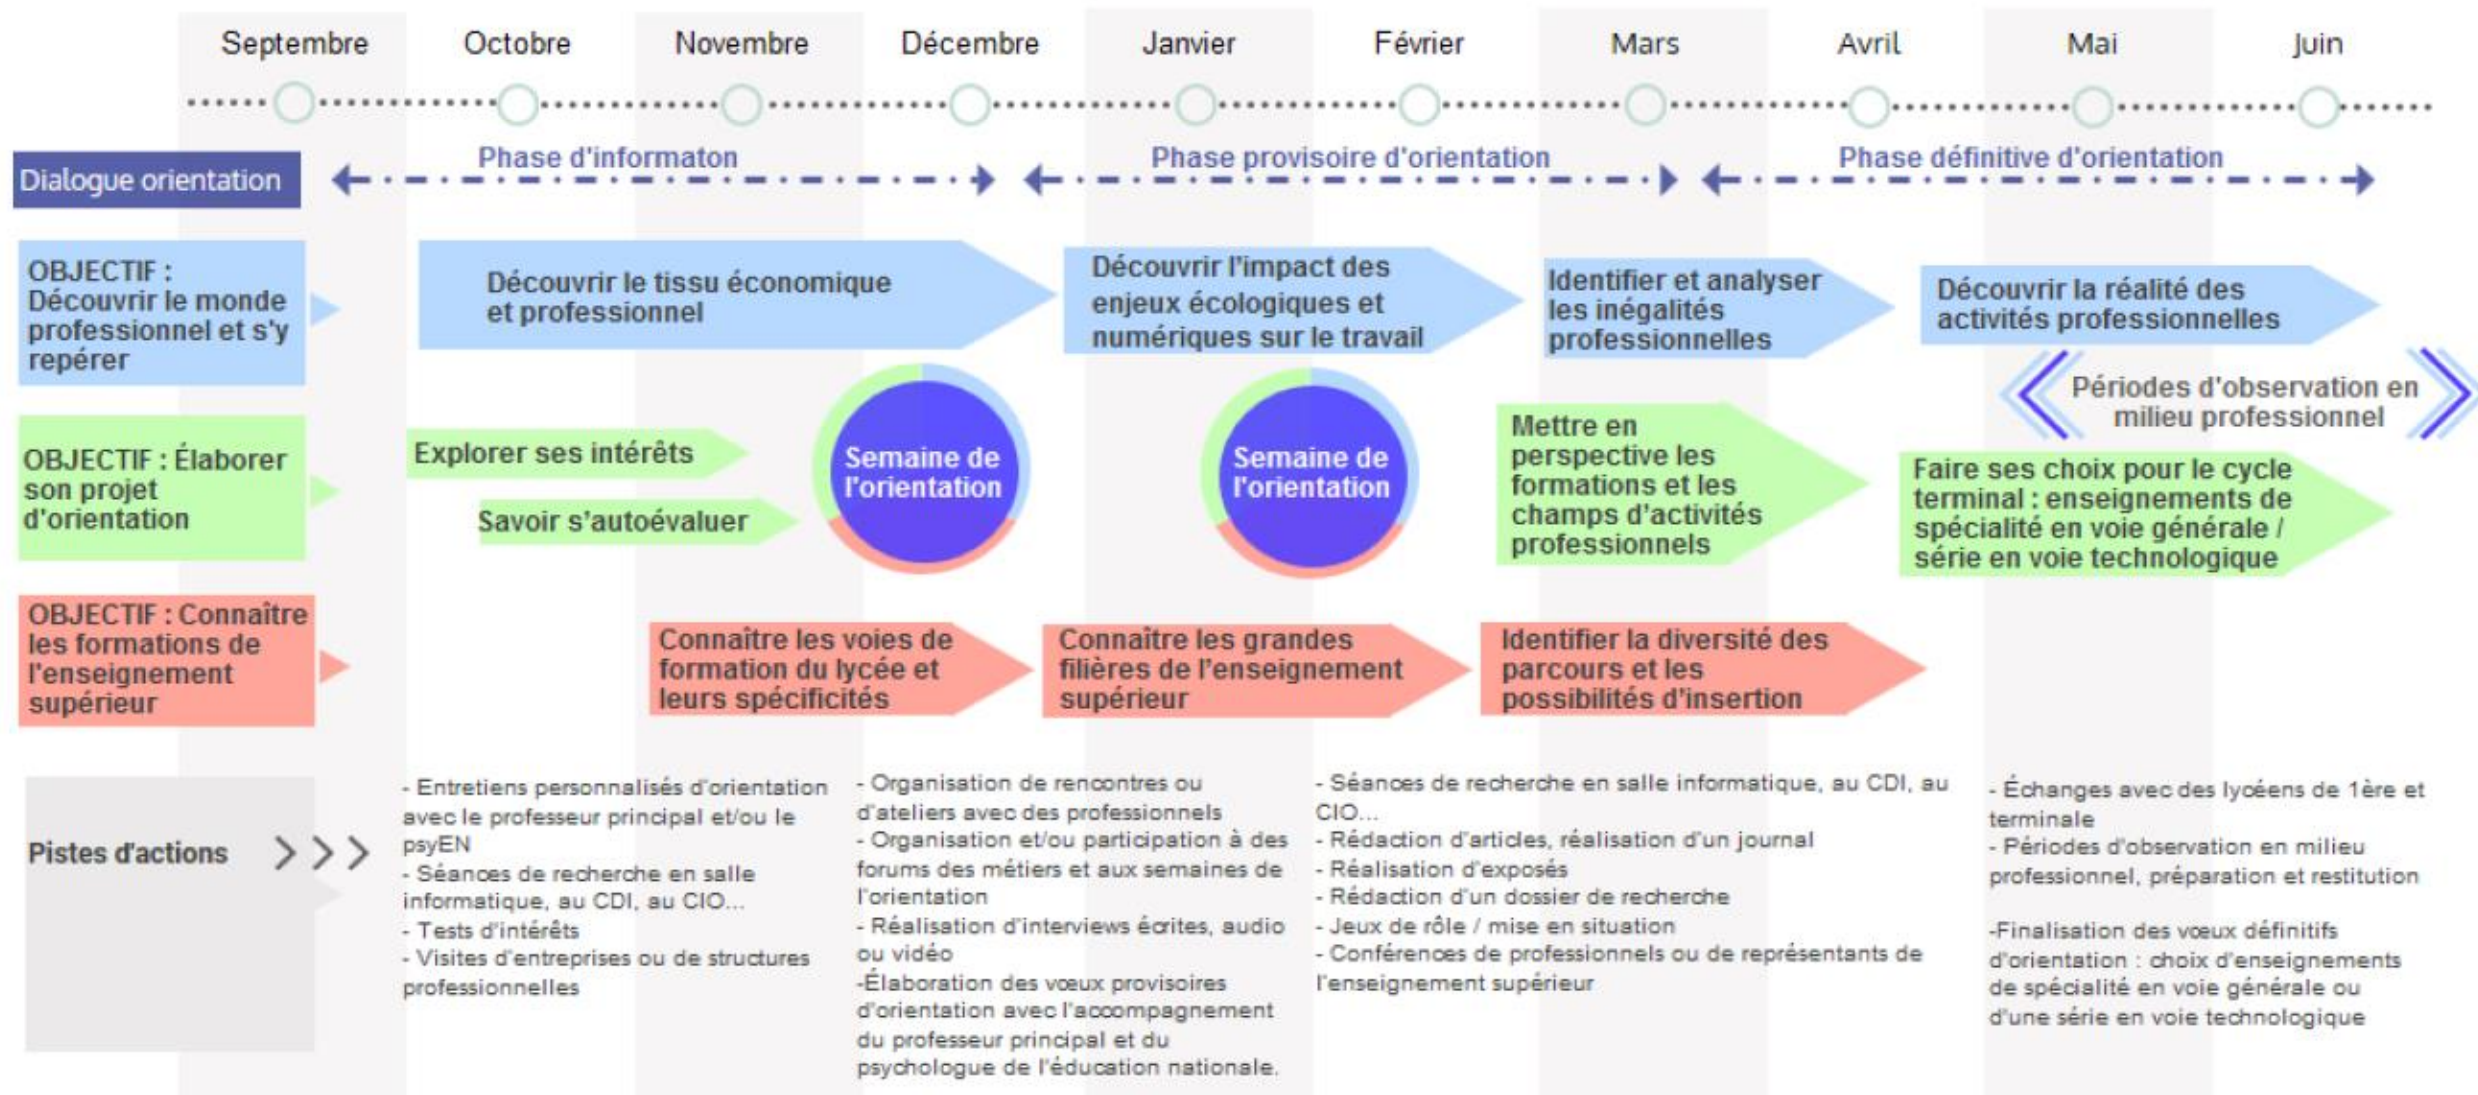 Septembre Octobre Novembre Décembre Janvier Février Mars Avril Mai Juin
Dialogue orientation
Phase d'informaton
Phase provisoire d'orientation
Phase définitive d'orientation
OBJECTIF :
Découvrir le monde
professionnel et s'y
repérer
Découvrir le tissu économique
et professionnel
Découvrir l'impact des
enjeux écologiques et
numériques sur le travail
Identifier et analyser
les inégalités
professionnelles
Découvrir la réalité des
activités professionnelles
Périodes d'observation en
milieu professionnel
OBJECTIF : Élaborer
son projet
d'orientation
Explorer ses intérêts
Savoir s'autoévaluer
Semaine de
l'orientation
Semaine de
l'orientation
Mettre en
perspective les
formations et les
champs d'activités
professionnels
Faire ses choix pour le cycle
terminal : enseignements de
spécialité en voie générale /
série en voie technologique
OBJECTIF : Connaître
les formations de
l'enseignement
supérieur
Connaître les voies de
formation du lycée et
leurs spécificités
Connaître les grandes
filières de l'enseignement
supérieur
Identifier la diversité des
parcours et les
possibilités d'insertion
Pistes d'actions
- Entretiens personnalisés d'orientation
avec le professeur principal et/ou le
psyEN
- Séances de recherche en salle
informatique, au CDI, au CIO...
- Tests d'intérêts
- Visites d'entreprises ou de structures
professionnelles
- Organisation de rencontres ou
d'ateliers avec des professionnels
- Organisation et/ou participation à des
forums des métiers et aux semaines de
l'orientation
- Réalisation d'interviews écrites, audio
ou vidéo
-Élaboration des vœux provisoires
d'orientation avec l'accompagnement
du professeur principal et du
psychologue de l'éducation nationale.
- Séances de recherche en salle informatique, au CDI, au
CIO...
- Rédaction d'articles, réalisation d'un journal
- Réalisation d'exposés
- Rédaction d'un dossier de recherche
- Jeux de rôle / mise en situation
- Conférences de professionnels ou de représentants de
l'enseignement supérieur
- Échanges avec des lycéens de 1ère et
terminale
- Périodes d'observation en milieu
professionnel, préparation et restitution
-Finalisation des vœux définitifs
d'orientation : choix d'enseignements
de spécialité en voie générale ou
d'une série en voie technologique